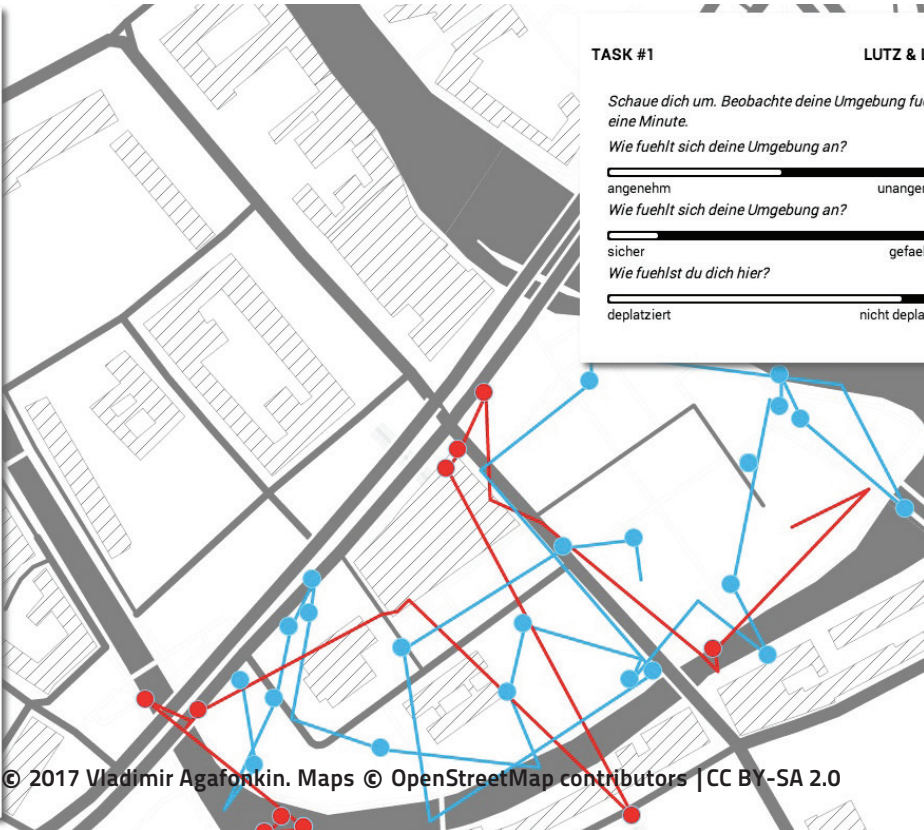 TASK #1 LUTZ &
Schaue dich um. Beobachte deine Umgebung
eine Minute.
Wie fuehlt sich deine Umgebung an?
angenehm
Wie fuehlt sich deine Umgebung an?
sicher
Wie fuehlst du dich hier?
deplatziert nicht
© 2017 Vladimir Agafonkin. Maps © OpenStreetMap contributors | CC BY-SA 2.0